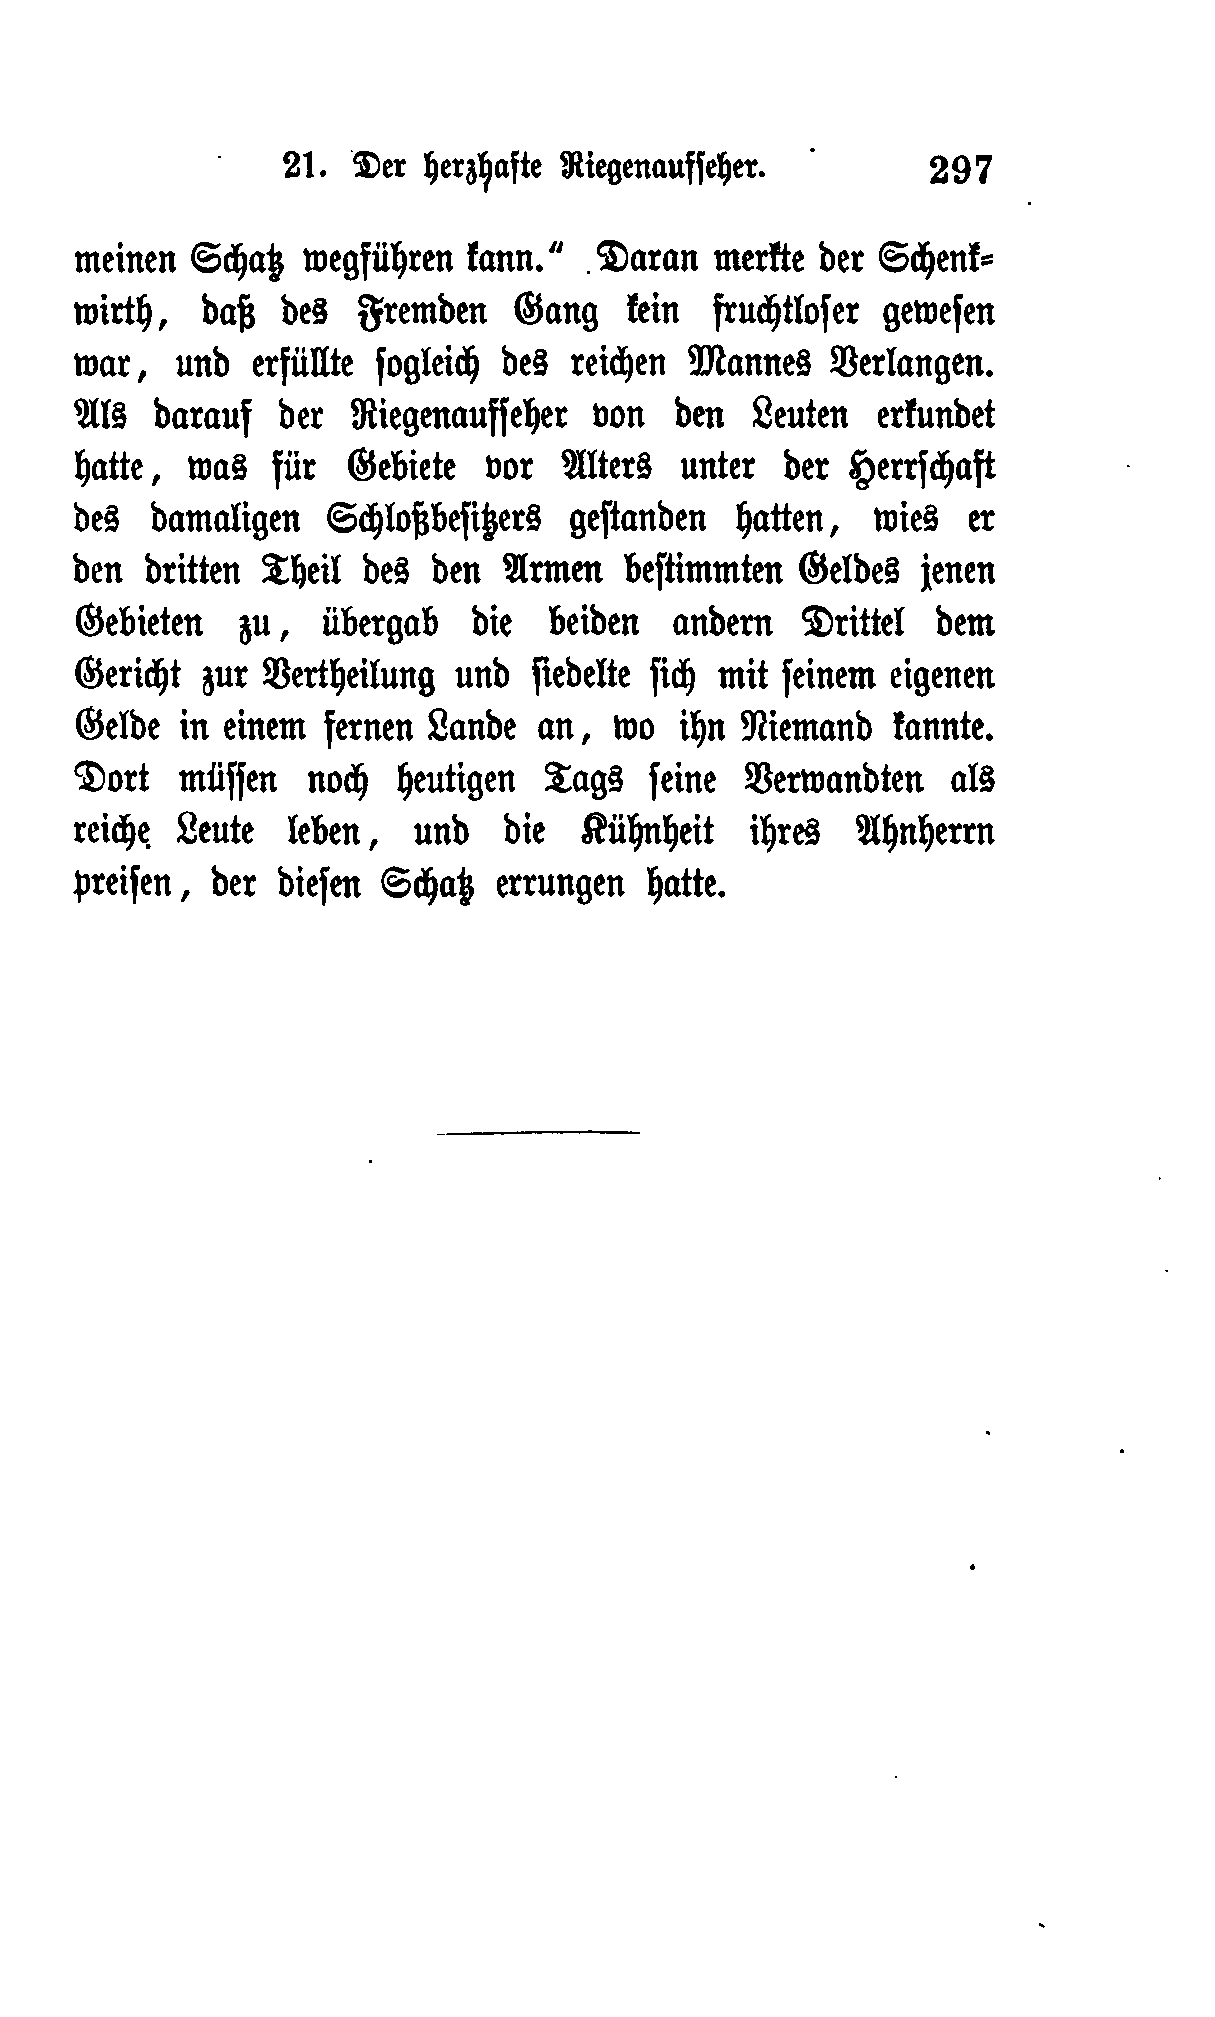 21. Der herzhafte Riegenaufseher. 297
meinen Schatz wegführen kann.“ Daran merkte der Schenk=
wirth, daß des Fremden Gang kein fruchtloser gewesen
war, und erfüllte sogleich des reichen Mannes Verlangen.
Als darauf der Riegenaufseher von den Leuten erkundet
hatte, was für Gebiete vor Alters unter der Herrschaft
des damaligen Schloßbesitzers gestanden hatten, wies er
den dritten Theil des den Armen bestimmten Geldes jenen
Gebieten zu, übergab die beiden andern Drittel dem
Gericht zur Vertheilung und siedelte sich mit seinem eigenen
Gelde in einem fernen Lande an, wo ihn Niemand kannte.
Dort müssen noch heutigen Tags seine Verwandten als
reiche Leute leben, und die Kühnheit ihres Ahnherrn
preisen, der diesen Schatz errungen hatte.